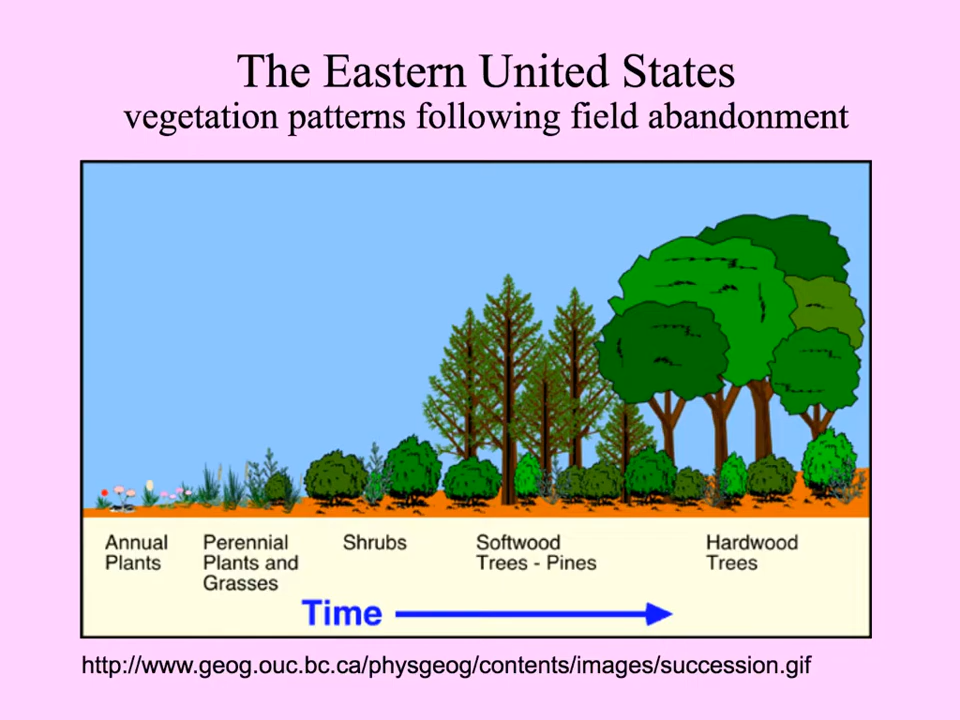 The Eastern United States
vegetation patterns following field abandonment
Annual
Plants
Perennial
Plants and
Grasses
Shrubs
Softwood
Trees - Pines
Hardwood
Trees
Time
http://www.geog.ouc.bc.ca/physgeog/contents/images/succession.gif